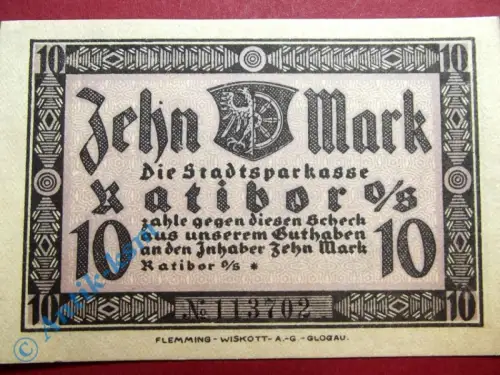 10 10
Zehn Mark
Die Stadtsparkasse
Ratibor O/S
zahle gegen diesen Scheck
aus unserem Guthaben
an den Inhaber Zehn Mark
Ratibor O/S *
10 10
№ 113702
10 10
FLEMMING-WISKOTT-A.-G-GLOGAU.